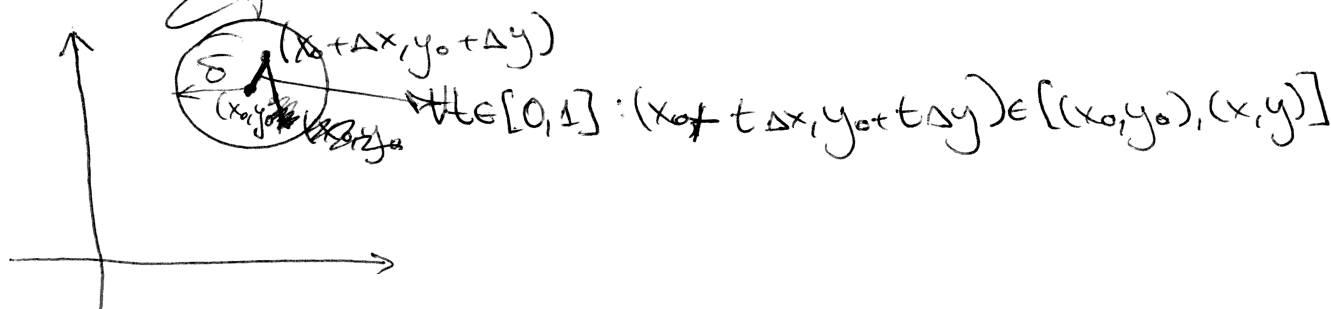 (x₀+Δx, y₀+Δy)
δ
(x₀,y₀) ∀t∈[0,1] : (x₀+tΔx, y₀+tΔy)∈[(x₀,y₀),(x,y)]